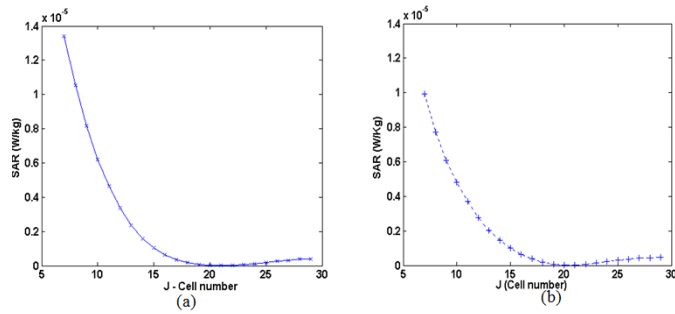 x 10^-5
1.4
1.2
1
0.8
0.6
0.4
0.2
0
SAR (W/kg)
5 10 15 20 25 30
J - Cell number
(a)
x 10^-5
1.4
1.2
1
0.8
0.6
0.4
0.2
0
SAR (W/Kg)
5 10 15 20 25 30
J (Cell number)
(b)